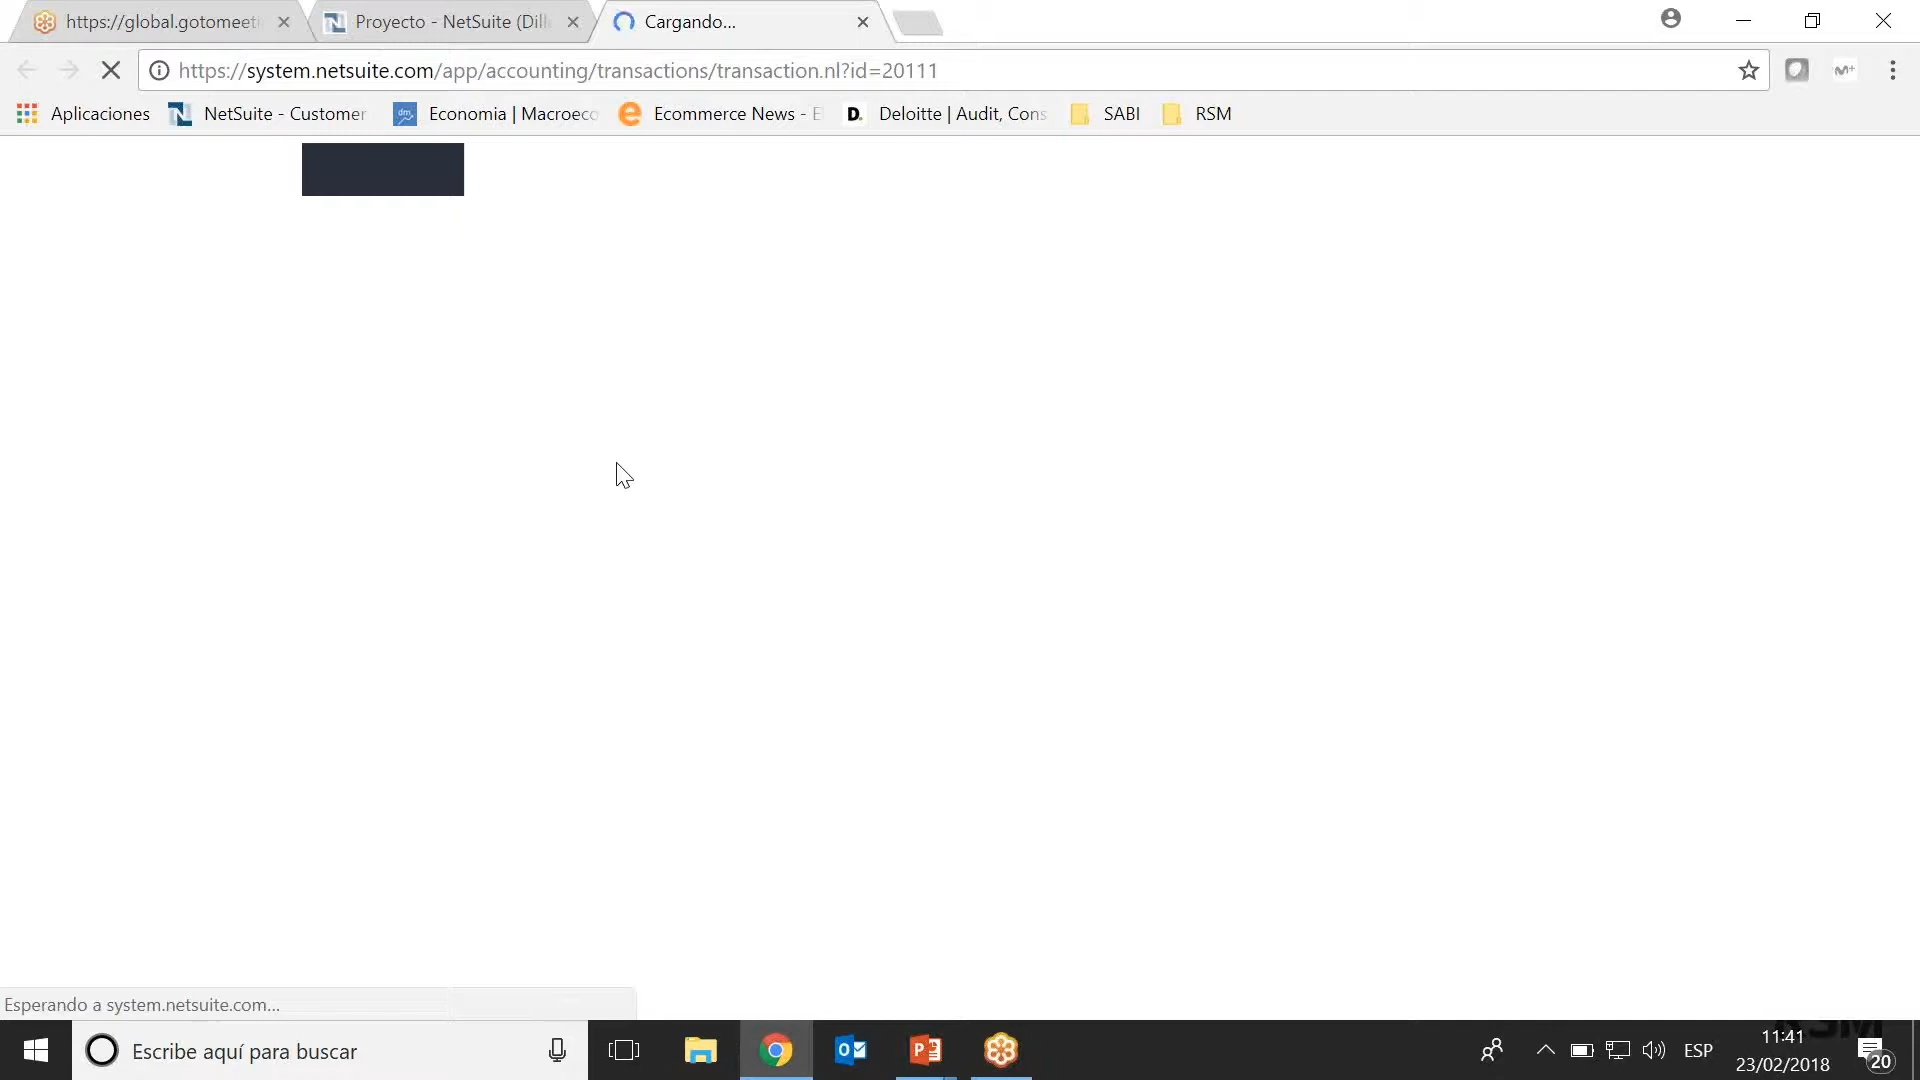 https://global.gotomeeti
Proyecto - NetSuite (Dill
Cargando...
https://system.netsuite.com/app/accounting/transactions/transaction.nl?id=20111
Aplicaciones
NetSuite - Customer
Economia | Macroeco
Ecommerce News - E
D.
Deloitte | Audit, Cons
SABI
RSM
Esperando a system.netsuite.com...
Escribe aquí para buscar
ESP
11:41
23/02/2018
20
RSM